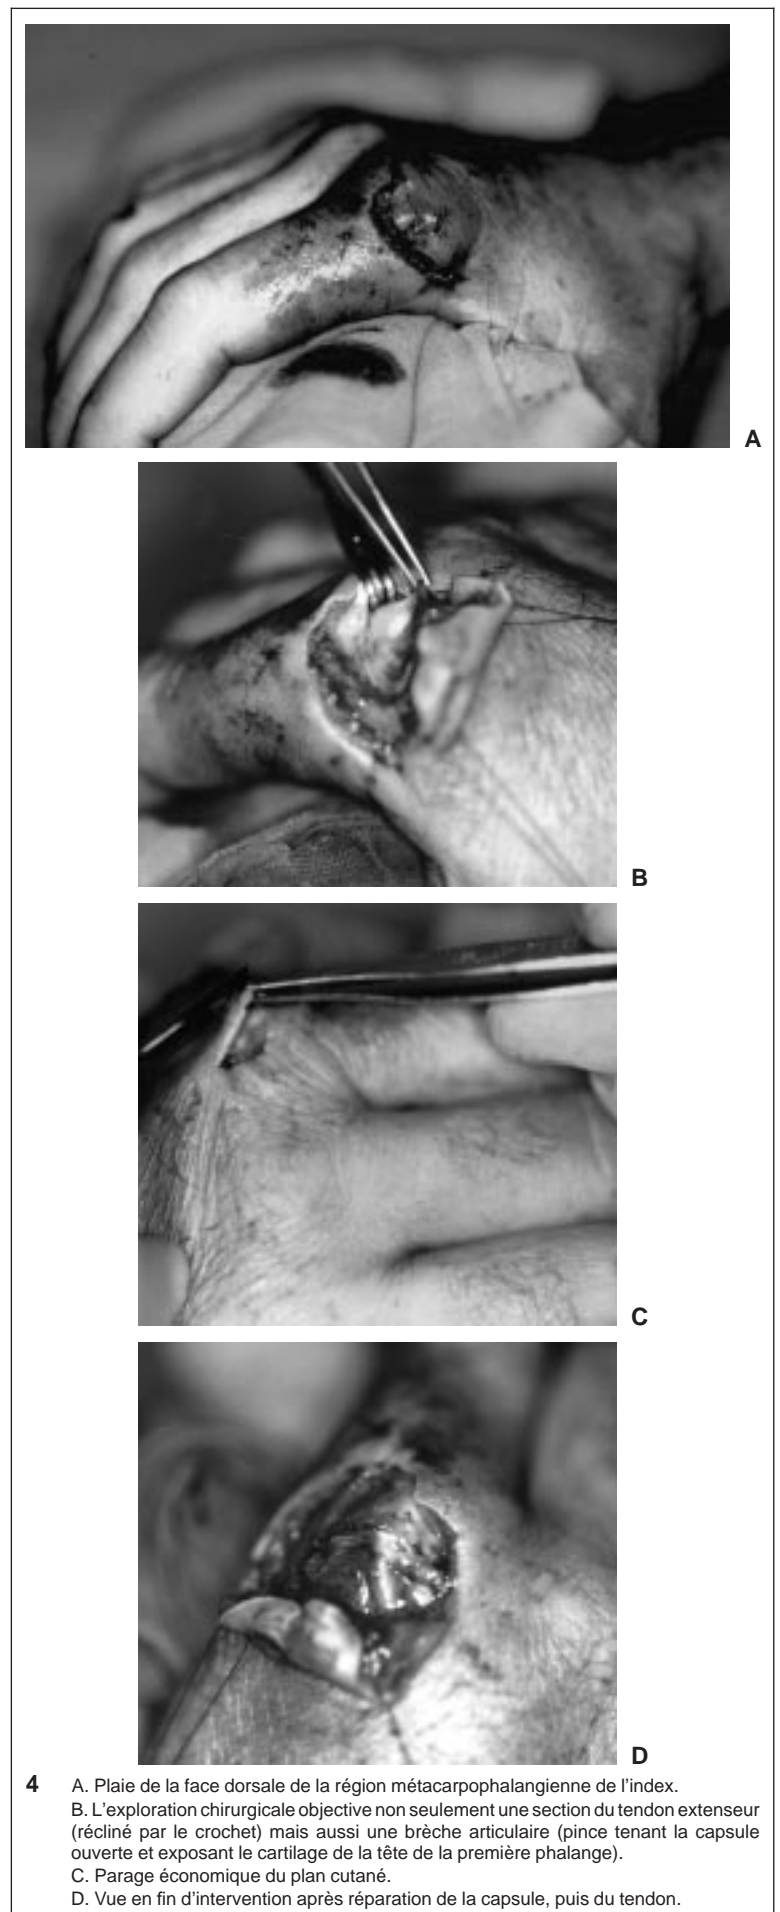 A
B
C
D
4 A. Plaie de la face dorsale de la région métacarpophalangienne de l'index.
B. L'exploration chirurgicale objective non seulement une section du tendon extenseur
(récliné par le crochet) mais aussi une brèche articulaire (pince tenant la capsule
ouverte et exposant le cartilage de la tête de la première phalange).
C. Parage économique du plan cutané.
D. Vue en fin d'intervention après réparation de la capsule, puis du tendon.